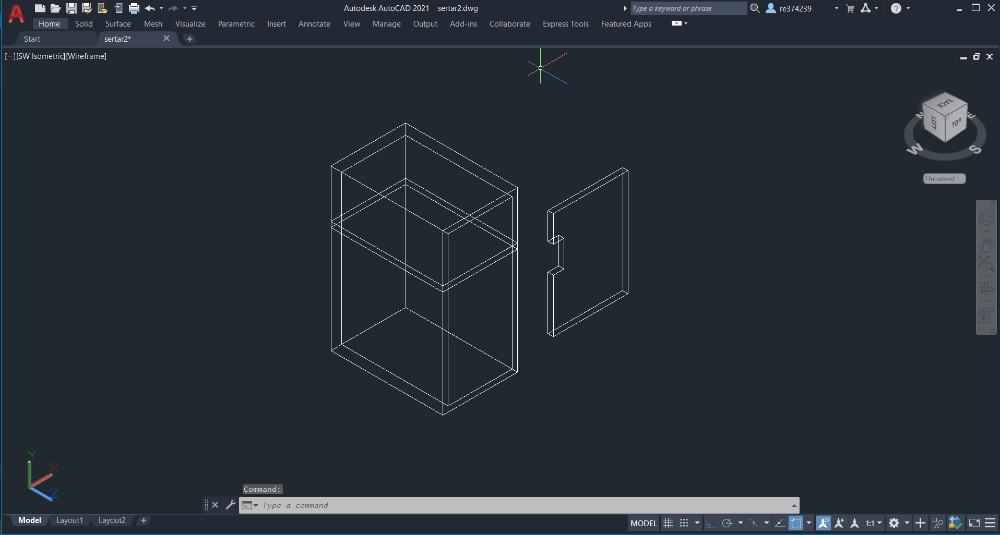 Autodesk AutoCAD 2021 sertar2.dwg
Type a keyword or phrase
re374239
Home Solid Surface Mesh Visualize Parametric Insert Annotate View Manage Output Add-ins Collaborate Express Tools Featured Apps
Start sertar2*
[−][SW Isometric][Wireframe]
BACK
LEFT TOP
N E
W S
Unnamed
Y
X
Z
Command:
Type a command
Model Layout1 Layout2
MODEL 1:1